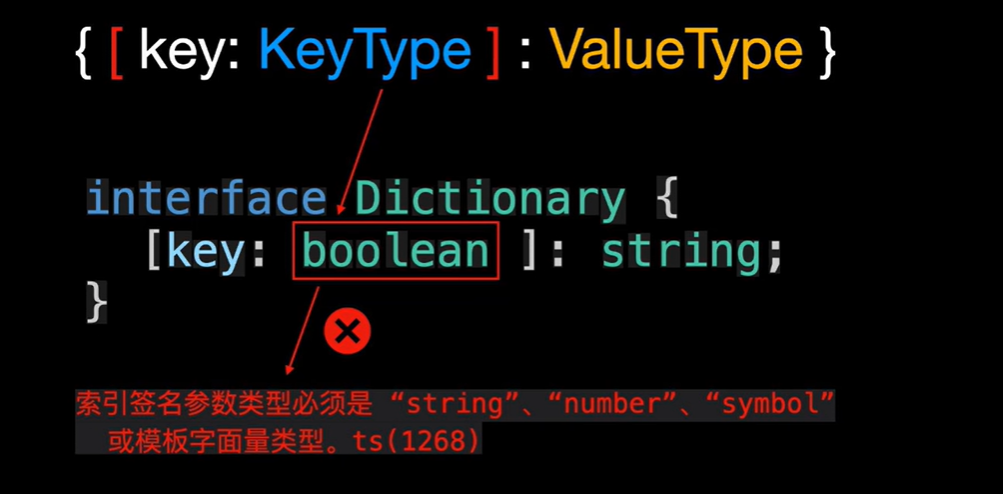 { [ key: KeyType ] : ValueType }
interface Dictionary {
[key: boolean ]: string;
}
索引签名参数类型必须是 “string”、“number”、“symbol”
或模板字面量类型。ts(1268)